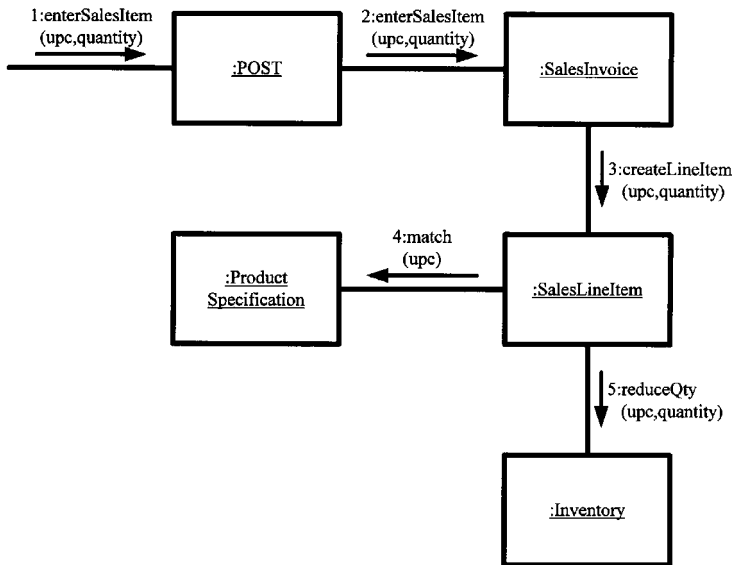 1:enterSalesItem
(upc,quantity)
2:enterSalesItem
(upc,quantity)
:POST
:SalesInvoice
3:createLineItem
(upc,quantity)
4:match
(upc)
:Product
Specification
:SalesLineItem
5:reduceQty
(upc,quantity)
:Inventory